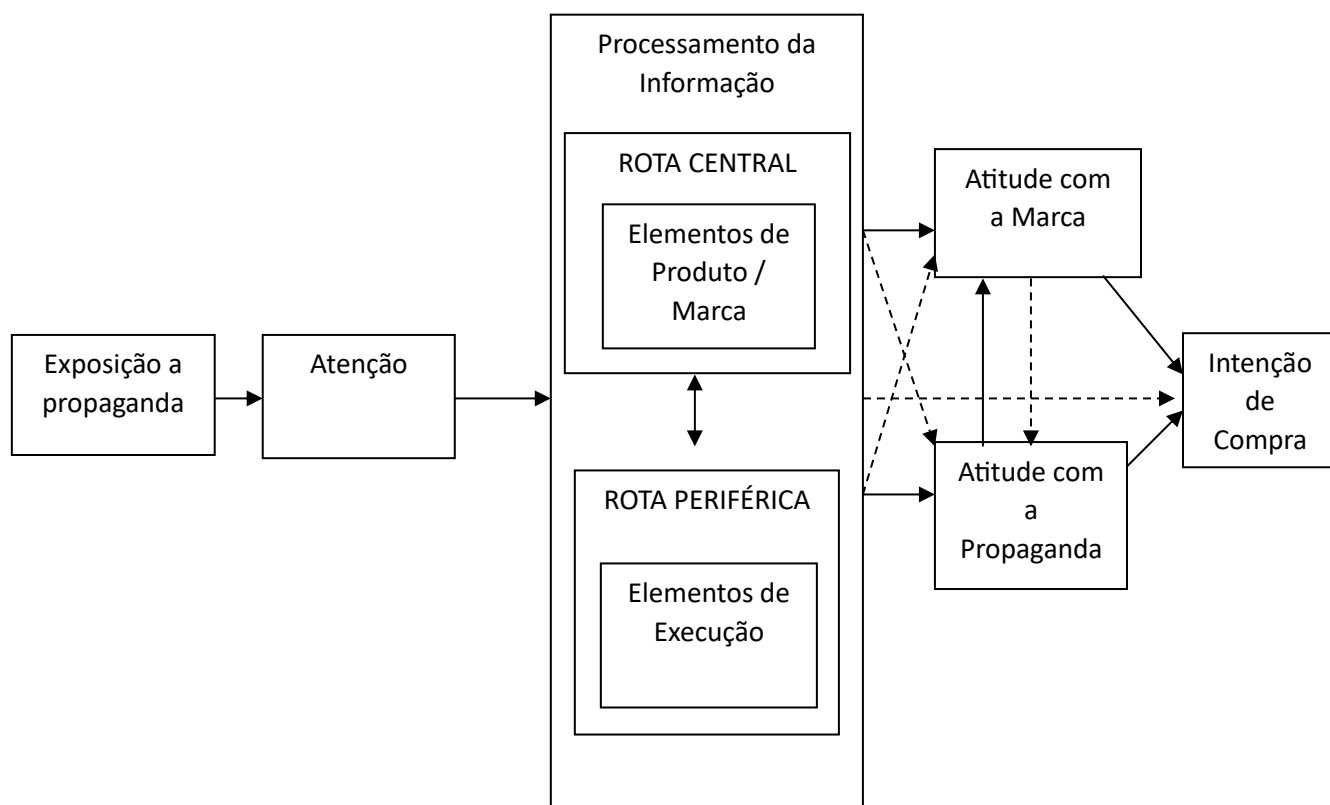 Exposição a
propaganda
Atenção
Processamento da
Informação
ROTA CENTRAL
Elementos de
Produto /
Marca
ROTA PERIFÉRICA
Elementos de
Execução
Atitude com
a Marca
Atitude com
a
Propaganda
Intenção
de
Compra